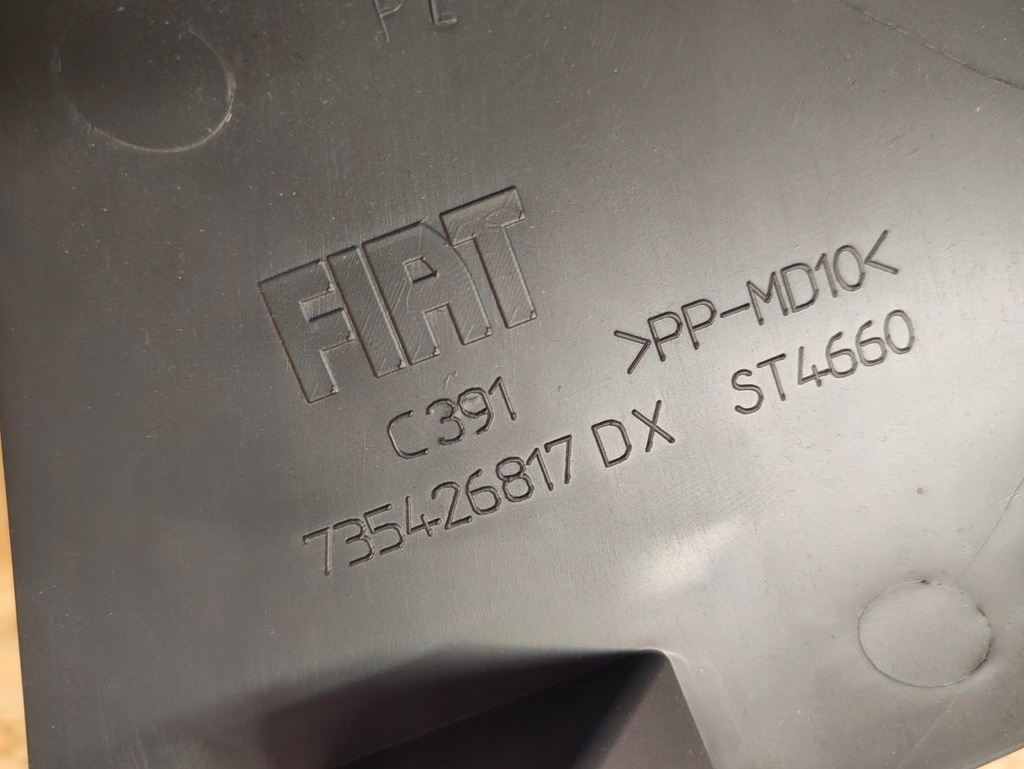 FIAT
C391
>PP-MD10<
735426817 DX
ST4660